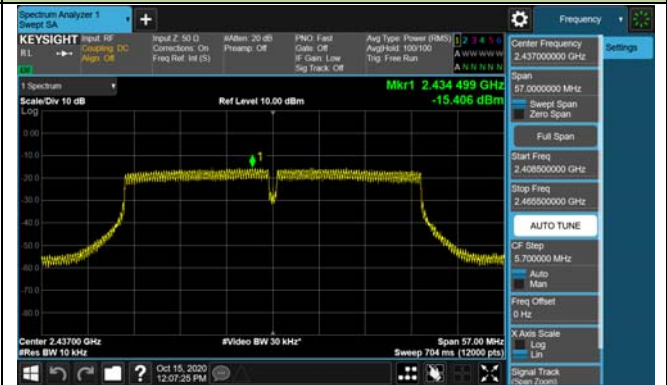 Spectrum Analyzer 1
Swept SA
+
Frequency
KEYSIGHT
RL
Input: RF
Coupling: DC
Align: Off
Input Z: 50 Ω
Corrections: On
Freq Ref: Int (S)
#Atten: 20 dB
Preamp: Off
PNO: Fast
Gate: Off
IF Gain: Low
Sig Track: Off
Avg Type: Power (RMS)
Avg|Hold: 100/100
Trig: Free Run
1 2 3 4 5 6
A W W W W W
A N N N N N
1 Spectrum
Scale/Div 10 dB
Log
Ref Level 10.00 dBm
Mkr1 2.434 499 GHz
-15.406 dBm
0.00
-10.0
-20.0
-30.0
-40.0
-50.0
-60.0
-70.0
-80.0
1
Center 2.43700 GHz
#Res BW 10 kHz
#Video BW 30 kHz*
Span 57.00 MHz
Sweep 704 ms (12000 pts)
Center Frequency
2.437000000 GHz
Settings
Span
57.0000000 MHz
Swept Span
Zero Span
Full Span
Start Freq
2.408500000 GHz
Stop Freq
2.465500000 GHz
AUTO TUNE
CF Step
5.700000 MHz
Auto
Man
Freq Offset
0 Hz
X Axis Scale
Log
Lin
Signal Track
(Span Zoom)
?
Oct 15, 2020
12:07:25 PM